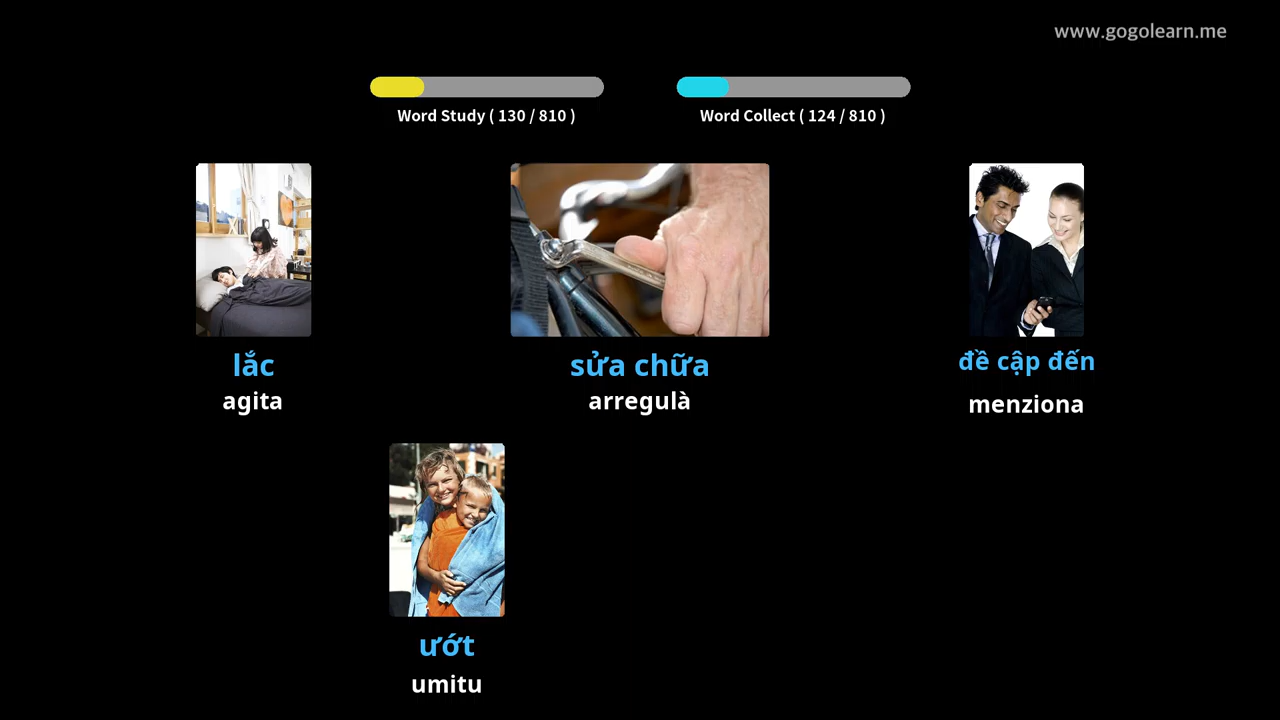 www.gogolearn.me
Word Study ( 130 / 810 )
Word Collect ( 124 / 810 )
lắc
agita
sửa chữa
arregulà
đề cập đến
menziona
ướt
umitu